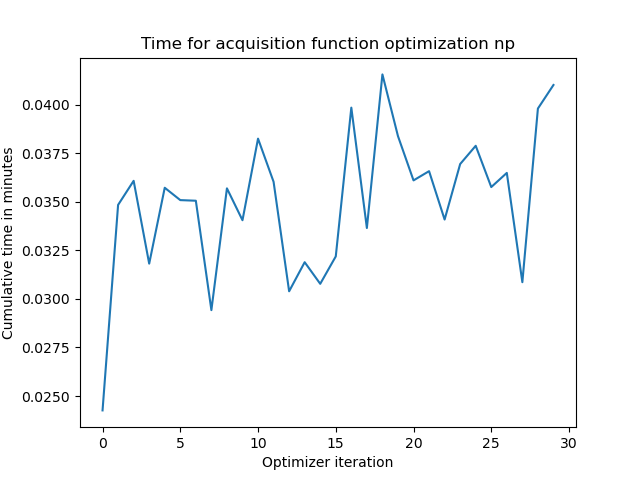 Time for acquisition function optimization np
Cumulative time in minutes
0.0400
0.0375
0.0350
0.0325
0.0300
0.0275
0.0250
0 5 10 15 20 25 30
Optimizer iteration